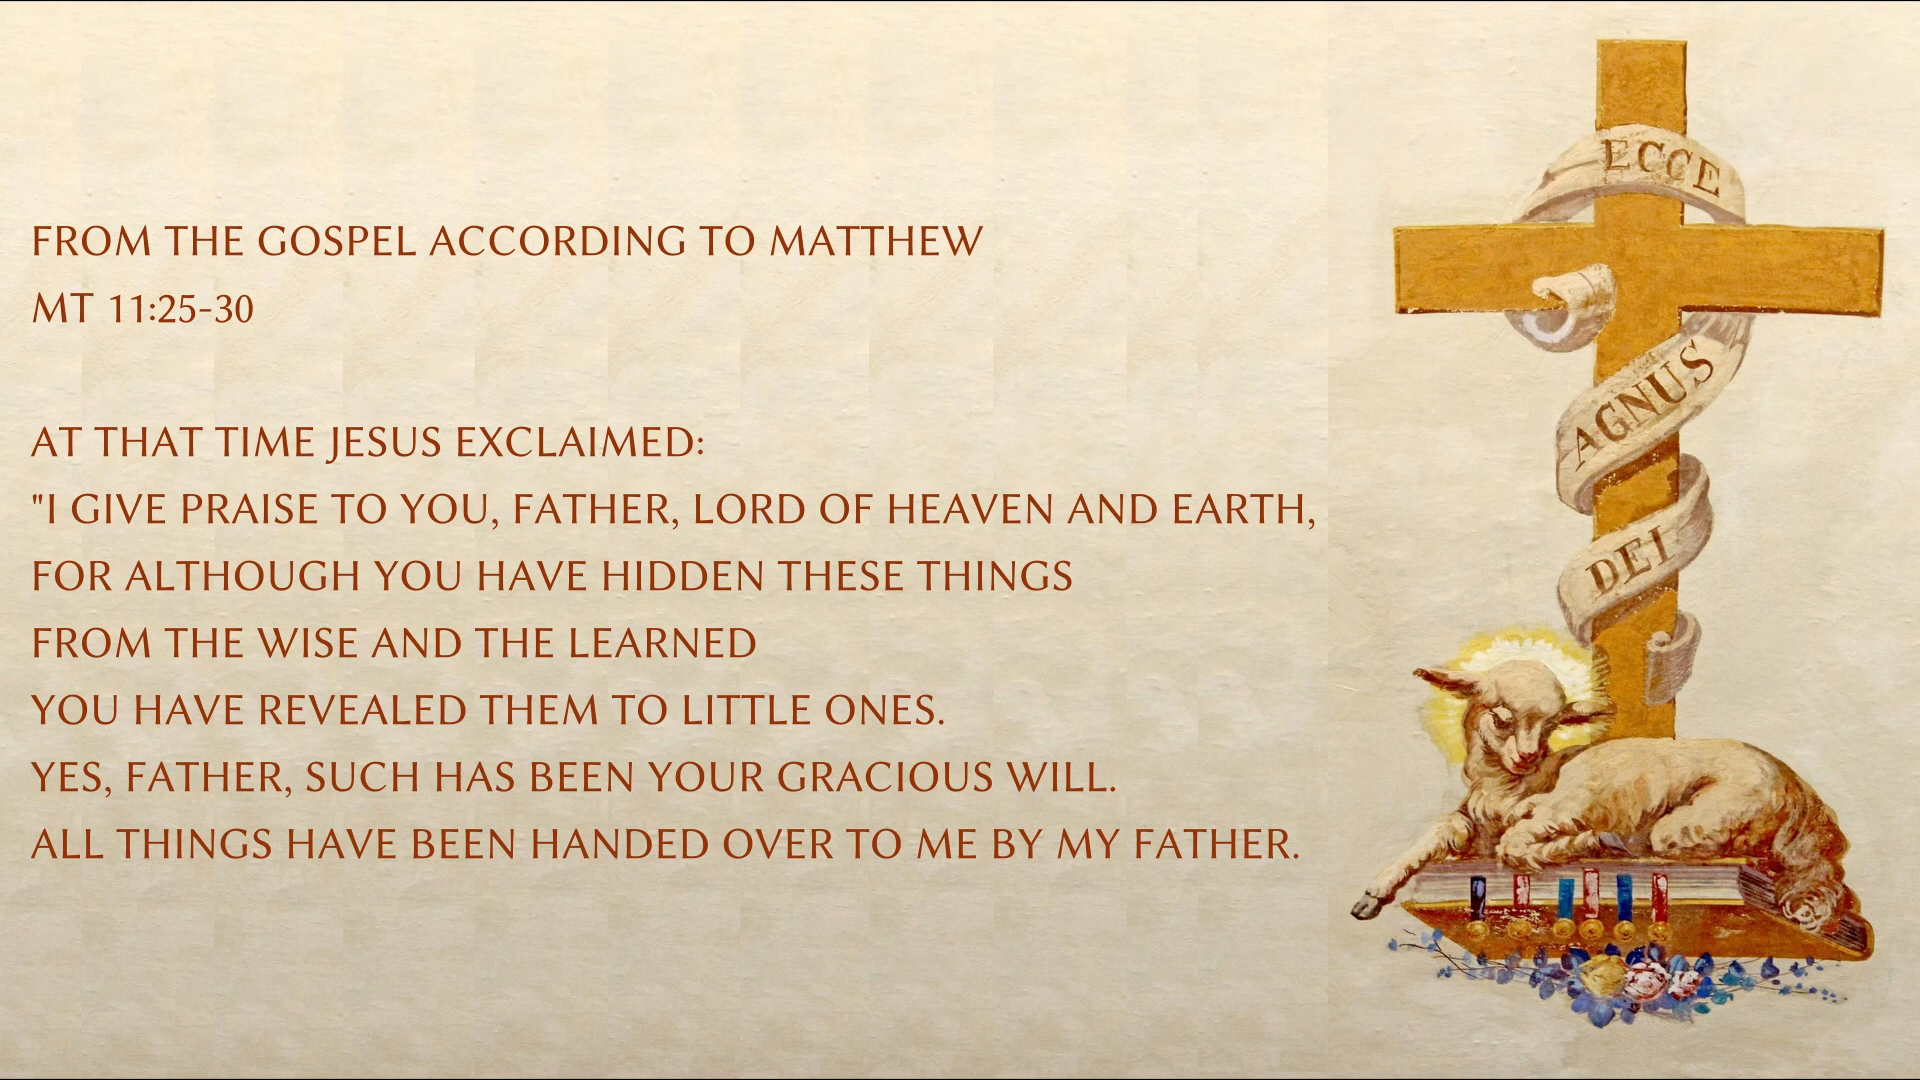 FROM THE GOSPEL ACCORDING TO MATTHEW
MT 11:25-30
AT THAT TIME JESUS EXCLAIMED:
"I GIVE PRAISE TO YOU, FATHER, LORD OF HEAVEN AND EARTH,
FOR ALTHOUGH YOU HAVE HIDDEN THESE THINGS
FROM THE WISE AND THE LEARNED
YOU HAVE REVEALED THEM TO LITTLE ONES.
YES, FATHER, SUCH HAS BEEN YOUR GRACIOUS WILL.
ALL THINGS HAVE BEEN HANDED OVER TO ME BY MY FATHER.
ECCE
AGNUS
DEI